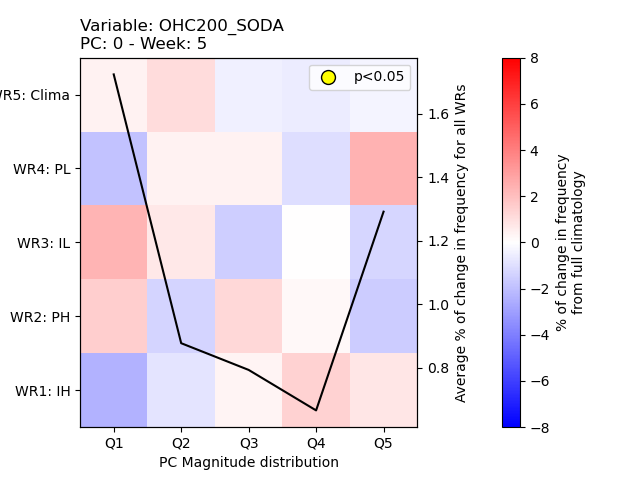 Variable: OHC200_SODA
PC: 0 - Week: 5
p<0.05
R5: Clima
WR4: PL
WR3: IL
WR2: PH
WR1: IH
Q1 Q2 Q3 Q4 Q5
PC Magnitude distribution
1.6
1.4
1.2
1.0
0.8
Average % of change in frequency for all WRs
8
6
4
2
0
−2
−4
−6
−8
% of change in frequency
from full climatology